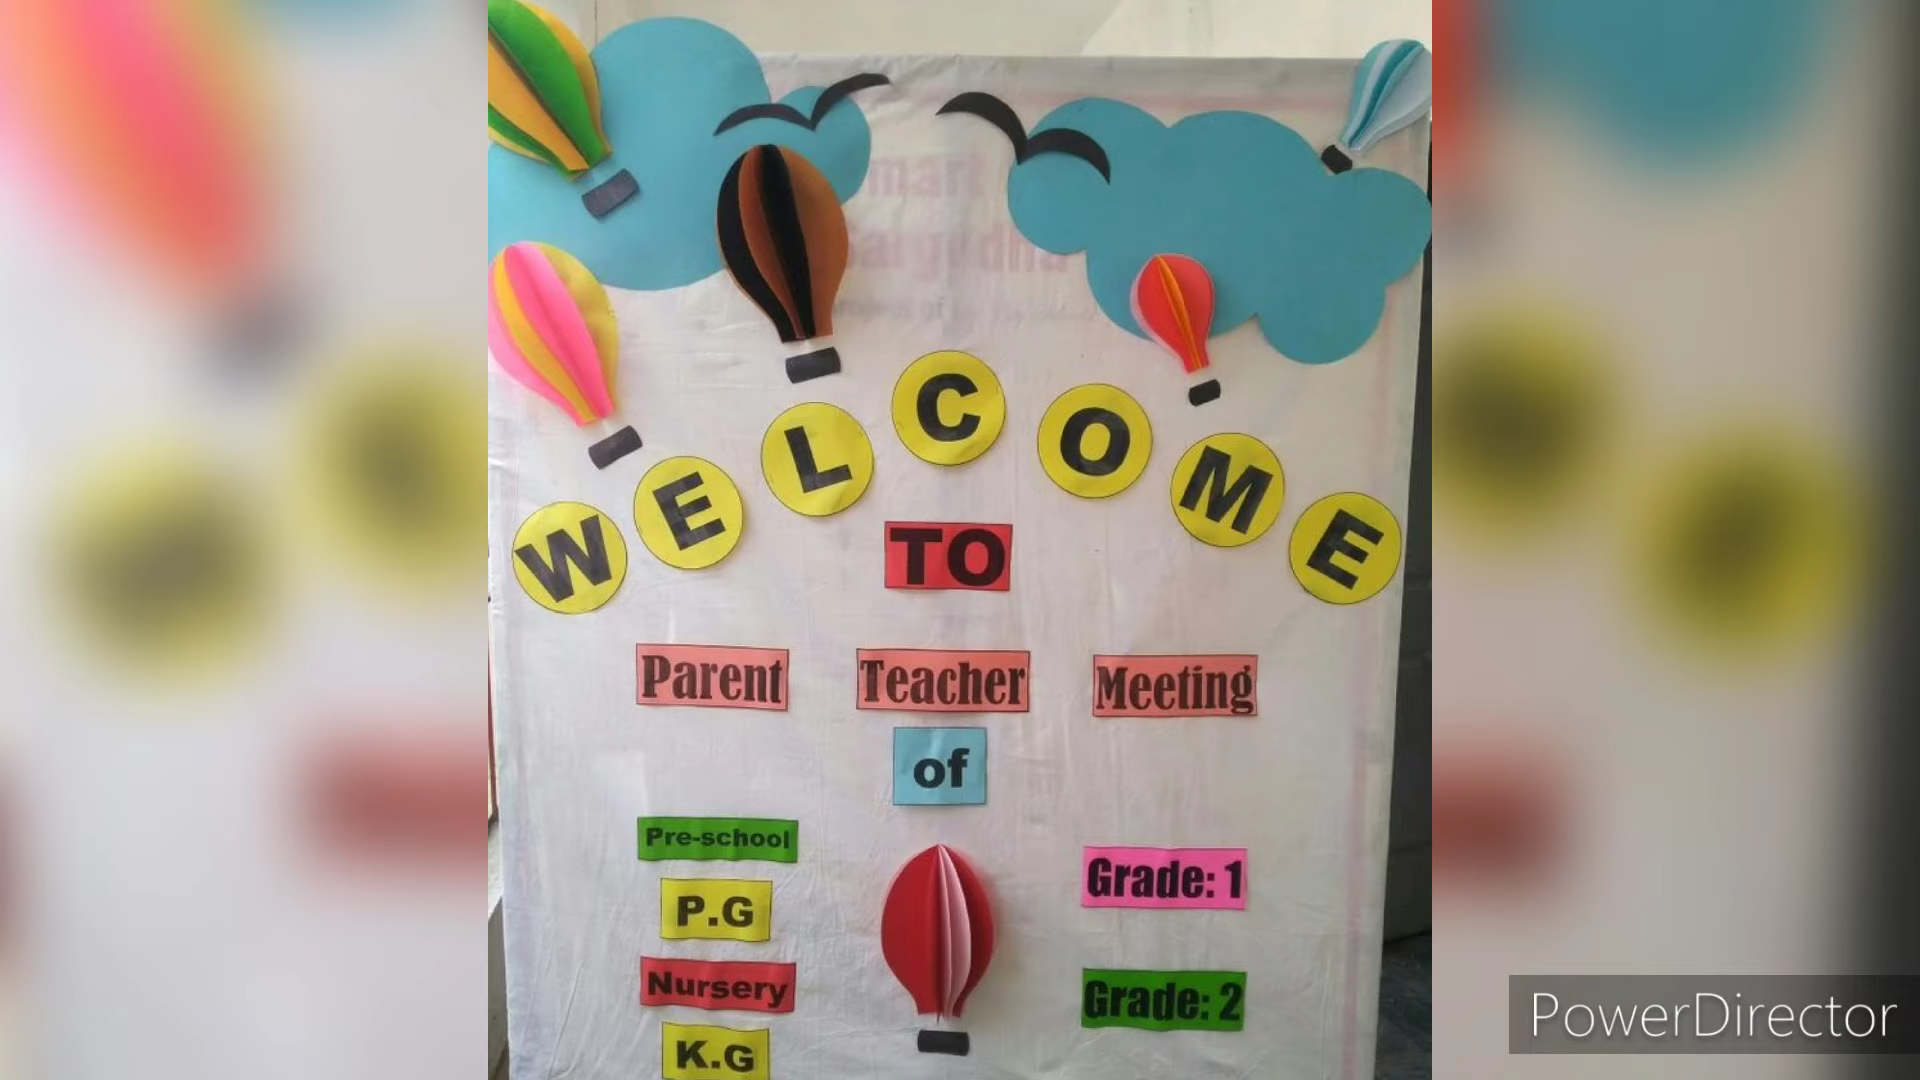 WELCOME
TO
Parent Teacher Meeting
of
Pre-school
P.G
Nursery
K.G
Grade: 1
Grade: 2
PowerDirector